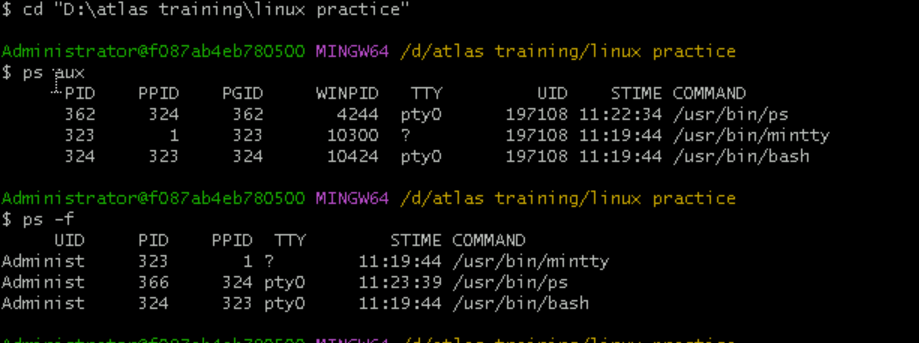 $ cd "D:\atlas training\linux practice"
Administrator@f087ab4eb780500 MINGW64 /d/atlas training/linux practice
$ ps aux
PID PPID PGID WINPID TTY UID STIME COMMAND
362 324 362 4244 pty0 197108 11:22:34 /usr/bin/ps
323 1 323 10300 ? 197108 11:19:44 /usr/bin/mintty
324 323 324 10424 pty0 197108 11:19:44 /usr/bin/bash
Administrator@f087ab4eb780500 MINGW64 /d/atlas training/linux practice
$ ps -f
UID PID PPID TTY STIME COMMAND
Administ 323 1 ? 11:19:44 /usr/bin/mintty
Administ 366 324 pty0 11:23:39 /usr/bin/ps
Administ 324 323 pty0 11:19:44 /usr/bin/bash